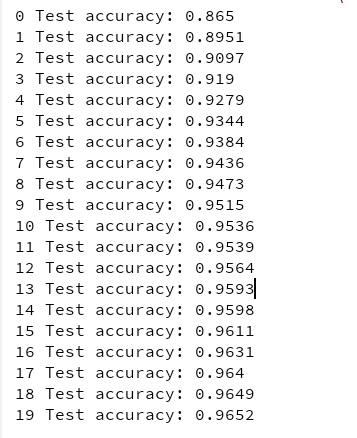 0 Test accuracy: 0.865
1 Test accuracy: 0.8951
2 Test accuracy: 0.9097
3 Test accuracy: 0.919
4 Test accuracy: 0.9279
5 Test accuracy: 0.9344
6 Test accuracy: 0.9384
7 Test accuracy: 0.9436
8 Test accuracy: 0.9473
9 Test accuracy: 0.9515
10 Test accuracy: 0.9536
11 Test accuracy: 0.9539
12 Test accuracy: 0.9564
13 Test accuracy: 0.9593
14 Test accuracy: 0.9598
15 Test accuracy: 0.9611
16 Test accuracy: 0.9631
17 Test accuracy: 0.964
18 Test accuracy: 0.9649
19 Test accuracy: 0.9652